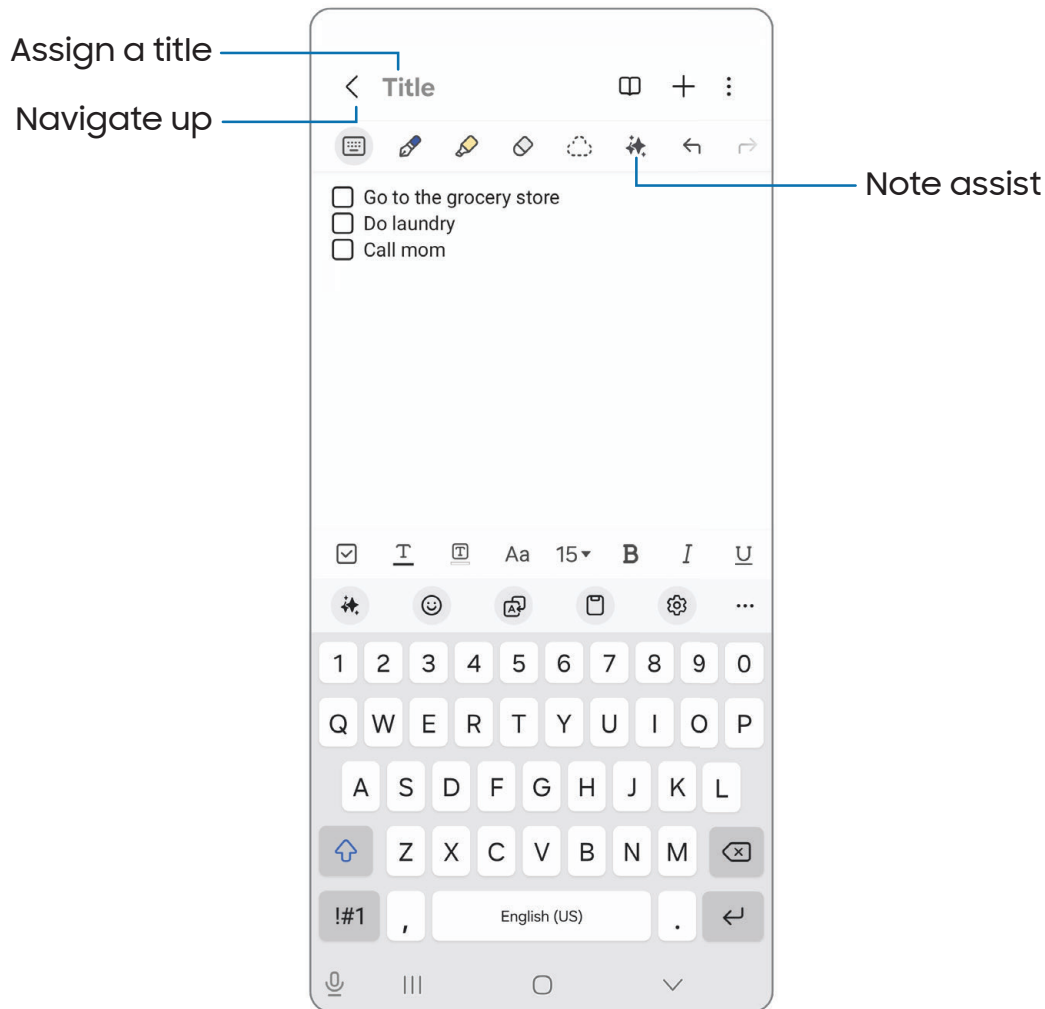 Assign a title
Title
Navigate up
Note assist
Go to the grocery store
Do laundry
Call mom
T T Aa 15 B I U
A
1 2 3 4 5 6 7 8 9 0
Q W E R T Y U I O P
A S D F G H J K L
Z X C V B N M
!#1 , English (US) .